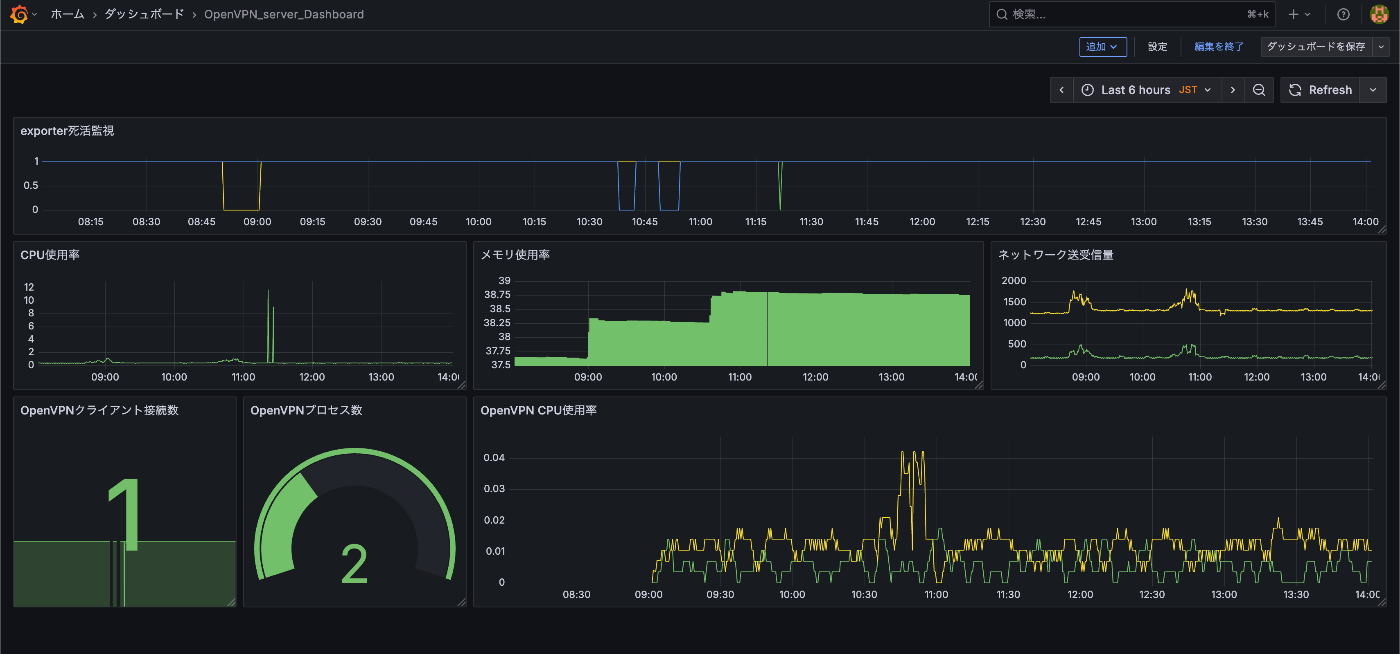 ホーム › ダッシュボード › OpenVPN_server_Dashboard
検索... ⌘+k
追加 設定 編集を終了 ダッシュボードを保存
Last 6 hours JST Refresh
exporter死活監視
1
0.5
0
08:15 08:30 08:45 09:00 09:15 09:30 09:45 10:00 10:15 10:30 10:45 11:00 11:15 11:30 11:45 12:00 12:15 12:30 12:45 13:00 13:15 13:30 13:45 14:00
CPU使用率
12
10
8
6
4
2
0
09:00 10:00 11:00 12:00 13:00 14:0
メモリ使用率
39
38.75
38.5
38.25
38
37.75
37.5
09:00 10:00 11:00 12:00 13:00 14:0
ネットワーク送受信量
2000
1500
1000
500
0
09:00 10:00 11:00 12:00 13:00 14:0
OpenVPNクライアント接続数
1
OpenVPNプロセス数
2
OpenVPN CPU使用率
0.04
0.03
0.02
0.01
0
08:30 09:00 09:30 10:00 10:30 11:00 11:30 12:00 12:30 13:00 13:30 14:00